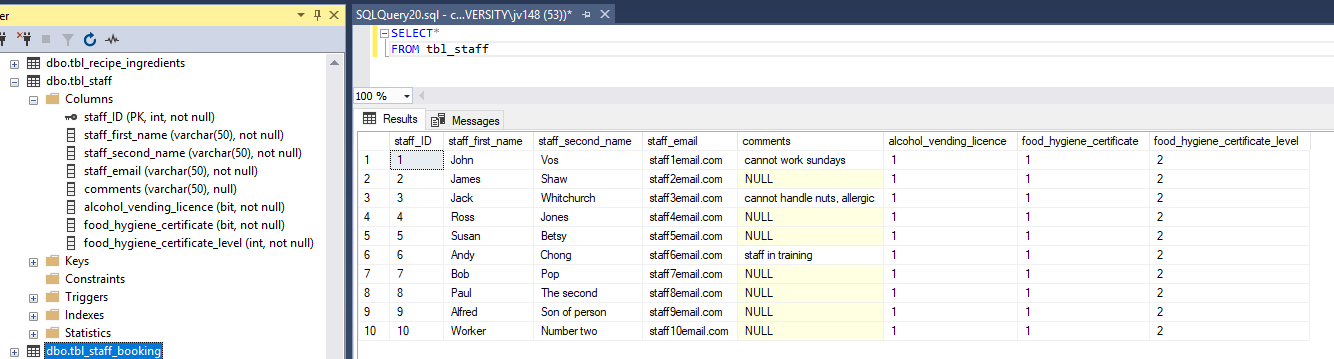 er
dbo.tbl_recipe_ingredients
dbo.tbl_staff
Columns
staff_ID (PK, int, not null)
staff_first_name (varchar(50), not null)
staff_second_name (varchar(50), not null)
staff_email (varchar(50), not null)
comments (varchar(50), null)
alcohol_vending_licence (bit, not null)
food_hygiene_certificate (bit, not null)
food_hygiene_certificate_level (int, not null)
Keys
Constraints
Triggers
Indexes
Statistics
dbo.tbl_staff_booking
SQLQuery20.sql - c...VERSITY\jv148 (53))*
SELECT*
FROM tbl_staff
100 %
Results Messages
staff_ID staff_first_name staff_second_name staff_email comments alcohol_vending_licence food_hygiene_certificate food_hygiene_certificate_level
1 1 John Vos staff1email.com cannot work sundays 1 1 2
2 2 James Shaw staff2email.com NULL 1 1 2
3 3 Jack Whitchurch staff3email.com cannot handle nuts, allergic 1 1 2
4 4 Ross Jones staff4email.com NULL 1 1 2
5 5 Susan Betsy staff5email.com NULL 1 1 2
6 6 Andy Chong staff6email.com staff in training 1 1 2
7 7 Bob Pop staff7email.com NULL 1 1 2
8 8 Paul The second staff8email.com NULL 1 1 2
9 9 Alfred Son of person staff9email.com NULL 1 1 2
10 10 Worker Number two staff10email.com NULL 1 1 2